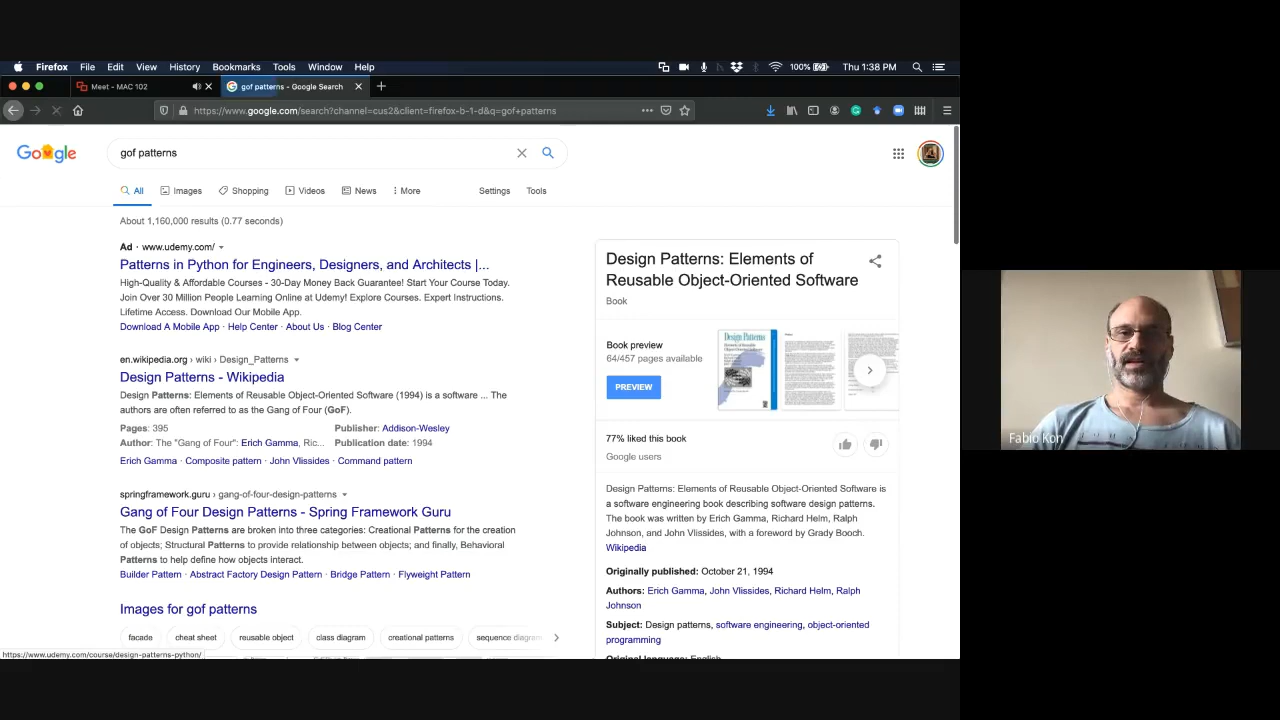 Firefox File Edit View History Bookmarks Tools Window Help 100% Thu 1:38 PM
Meet - MAC 102 gof patterns - Google Search
https://www.google.com/search?channel=cus2&client=firefox-b-1-d&q=gof+patterns
gof patterns
All Images Shopping Videos News More Settings Tools
About 1,160,000 results (0.77 seconds)
Ad · www.udemy.com/
Patterns in Python for Engineers, Designers, and Architects |...
High-Quality & Affordable Courses - 30-Day Money Back Guarantee! Start Your Course Today.
Join Over 30 Million People Learning Online at Udemy! Explore Courses. Expert Instructions.
Lifetime Access. Download Our Mobile App.
Download A Mobile App · Help Center · About Us · Blog Center
en.wikipedia.org › wiki › Design_Patterns
Design Patterns - Wikipedia
Design Patterns: Elements of Reusable Object-Oriented Software (1994) is a software ... The
authors are often referred to as the Gang of Four (GoF).
Pages: 395 Publisher: Addison-Wesley
Author: The "Gang of Four": Erich Gamma, Ric... Publication date: 1994
Erich Gamma · Composite pattern · John Vlissides · Command pattern
springframework.guru › gang-of-four-design-patterns
Gang of Four Design Patterns - Spring Framework Guru
The GoF Design Patterns are broken into three categories: Creational Patterns for the creation
of objects; Structural Patterns to provide relationship between objects; and finally, Behavioral
Patterns to help define how objects interact.
Builder Pattern · Abstract Factory Design Pattern · Bridge Pattern · Flyweight Pattern
Images for gof patterns
facade cheat sheet reusable object class diagram creational patterns sequence diagram
https://www.udemy.com/course/design-patterns-python/
Design Patterns: Elements of
Reusable Object-Oriented Software
Book
Book preview
64/457 pages available
PREVIEW
Design Patterns
77% liked this book
Google users
Design Patterns: Elements of Reusable Object-Oriented Software is
a software engineering book describing software design patterns.
The book was written by Erich Gamma, Richard Helm, Ralph
Johnson, and John Vlissides, with a foreword by Grady Booch.
Wikipedia
Originally published: October 21, 1994
Authors: Erich Gamma, John Vlissides, Richard Helm, Ralph
Johnson
Subject: Design patterns, software engineering, object-oriented
programming
Original language: English
Fabio Kon